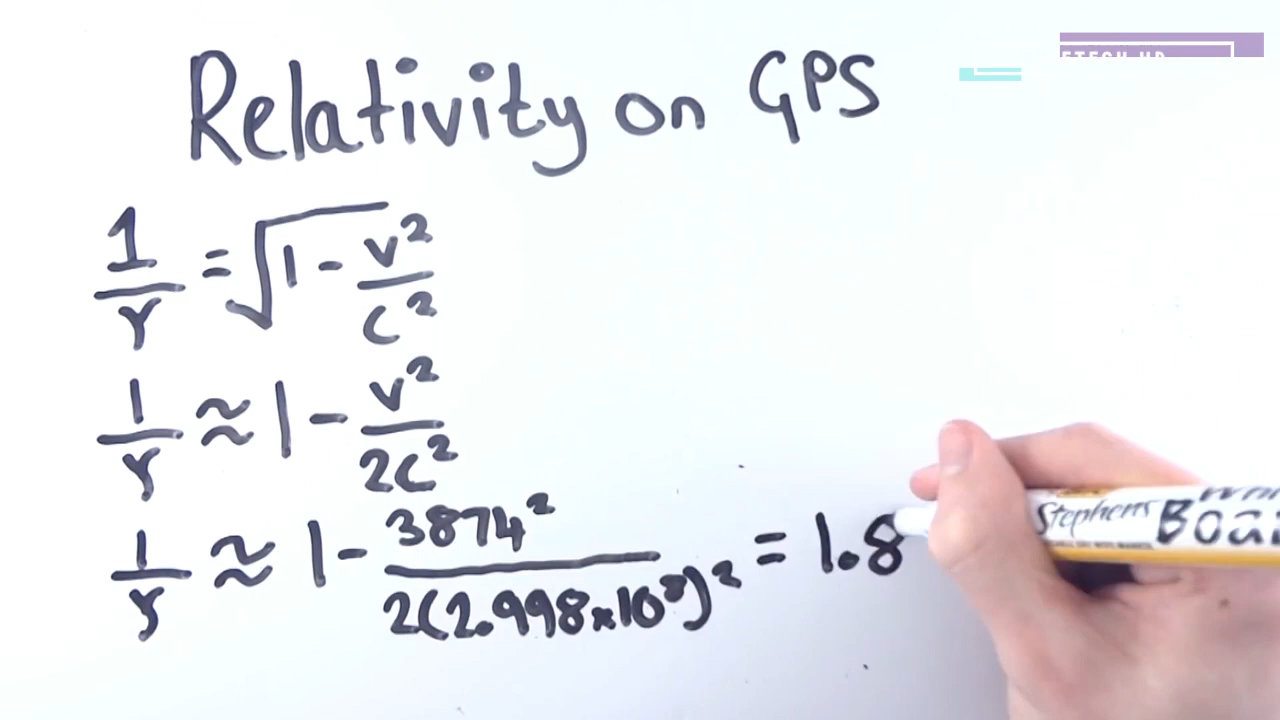 Relativity on GPS
1/γ = √1 - v²/c²
1/γ ≈ 1 - v²/2c²
1/γ ≈ 1 - 3874²/2(2.998×10⁸)² = 1.8
Stephens
Boa